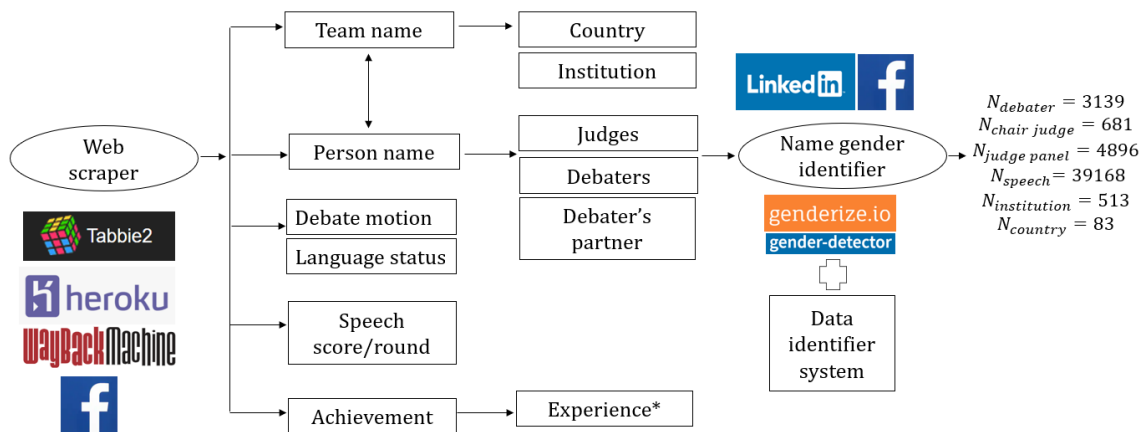 Web
scraper
Tabbie2
heroku
WayBackMachine
f
Team name
Person name
Debate motion
Language status
Speech
score/round
Achievement
Country
Institution
Judges
Debaters
Debater's
partner
Experience*
Linked in
f
Name gender
identifier
genderize.io
gender-detector
Data
identifier
system
N_debater = 3139
N_chair judge = 681
N_judge panel = 4896
N_speech= 39168
N_institution = 513
N_country = 83